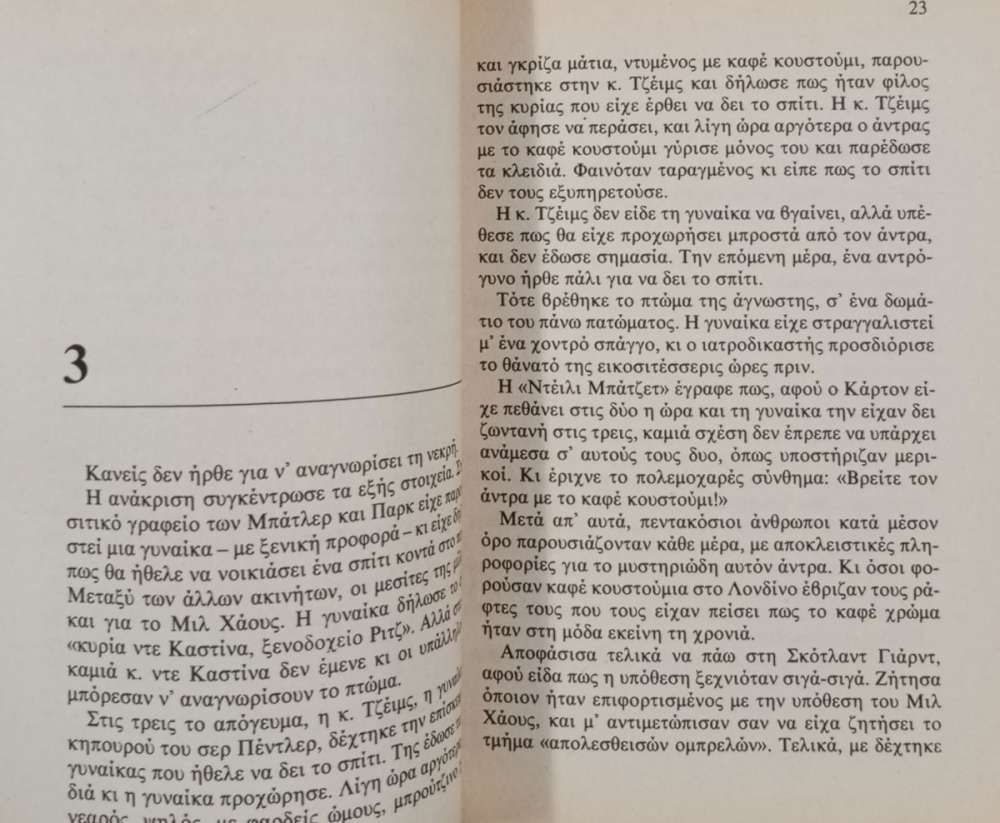 3
Κανείς δεν ήρθε για ν' αναγνωρίσει τη νεκρή.
Η ανάκριση συγκέντρωσε τα εξής στοιχεία.
σιτικό γραφείο των Μπάτλερ και Παρκ είχε
στεί μια γυναίκα – με ξενική προφορά – κι είχε
πως θα ήθελε να νοικιάσει ένα σπίτι κοντά στο
Μεταξύ των άλλων ακινήτων, οι μεσίτες της
και για το Μιλ Χάους. Η γυναίκα δήλωσε το
«κυρία ντε Καστίνα, ξενοδοχείο Ριτζ». Αλλά
καμιά κ. ντε Καστίνα δεν έμενε κι οι
μπόρεσαν ν' αναγνωρίσουν το πτώμα.
Στις τρεις το απόγευμα, η κ. Τζέιμς, η
κηπουρού του σερ Πέντλερ, δέχτηκε την
γυναίκας που ήθελε να δει το σπίτι. Της έδωσε
διά κι η γυναίκα προχώρησε. Λίγη ώρα
νεαρός, ψηλός, με φαρδείς ώμους, μπρούτζινο
23
και γκρίζα μάτια, ντυμένος με καφέ κουστούμι, παρου-
σιάστηκε στην κ. Τζέιμς και δήλωσε πως ήταν φίλος
της κυρίας που είχε έρθει να δει το σπίτι. Η κ. Τζέιμς
τον άφησε να περάσει, και λίγη ώρα αργότερα ο άντρας
με το καφέ κουστούμι γύρισε μόνος του και παρέδωσε
τα κλειδιά. Φαινόταν ταραγμένος κι είπε πως το σπίτι
δεν τους εξυπηρετούσε.
Η κ. Τζέιμς δεν είδε τη γυναίκα να βγαίνει, αλλά υπέ-
θεσε πως θα είχε προχωρήσει μπροστά από τον άντρα,
και δεν έδωσε σημασία. Την επόμενη μέρα, ένα αντρό-
γυνο ήρθε πάλι για να δει το σπίτι.
Τότε βρέθηκε το πτώμα της άγνωστης, σ' ένα δωμά-
τιο του πάνω πατώματος. Η γυναίκα είχε στραγγαλιστεί
μ' ένα χοντρό σπάγγο, κι ο ιατροδικαστής προσδιόρισε
το θάνατό της εικοσιτέσσερις ώρες πριν.
Η «Ντέιλι Μπάτζετ» έγραφε πως, αφού ο Κάρτον εί-
χε πεθάνει στις δύο η ώρα και τη γυναίκα την είχαν δει
ζωντανή στις τρεις, καμιά σχέση δεν έπρεπε να υπάρχει
ανάμεσα σ' αυτούς τους δυο, όπως υποστήριζαν μερι-
κοί. Κι έριχνε το πολεμοχαρές σύνθημα: «Βρείτε τον
άντρα με το καφέ κουστούμι!»
Μετά απ' αυτά, πεντακόσιοι άνθρωποι κατά μέσον
όρο παρουσιάζονταν κάθε μέρα, με αποκλειστικές πλη-
ροφορίες για το μυστηριώδη αυτόν άντρα. Κι όσοι φο-
ρούσαν καφέ κουστούμια στο Λονδίνο έβριζαν τους ρά-
φτες τους που τους είχαν πείσει πως το καφέ χρώμα
ήταν στη μόδα εκείνη τη χρονιά.
Αποφάσισα τελικά να πάω στη Σκότλαντ Γιάρντ,
αφού είδα πως η υπόθεση ξεχνιόταν σιγά-σιγά. Ζήτησα
όποιον ήταν επιφορτισμένος με την υπόθεση του Μιλ
Χάους, και μ' αντιμετώπισαν σαν να είχα ζητήσει το
τμήμα «απολεσθεισών ομπρελών». Τελικά, με δέχτηκε